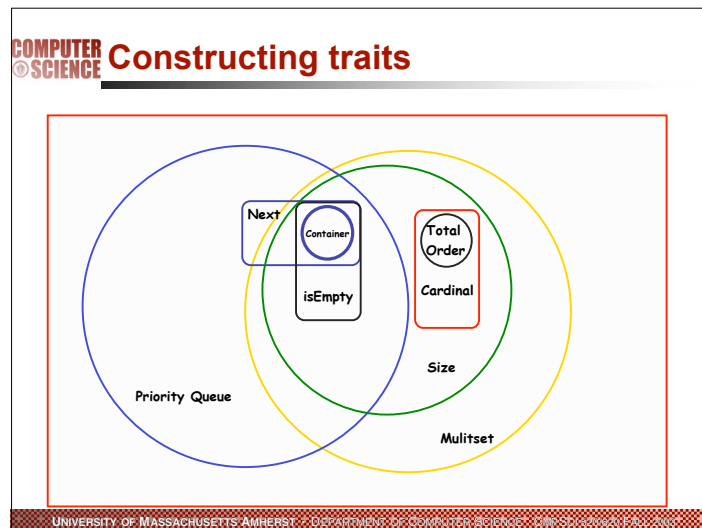 COMPUTER
SCIENCE
Constructing traits
Next
Container
Total
Order
isEmpty
Cardinal
Size
Priority Queue
Mulitset
UNIVERSITY OF MASSACHUSETTS AMHERST • DEPARTMENT OF COMPUTER SCIENCE